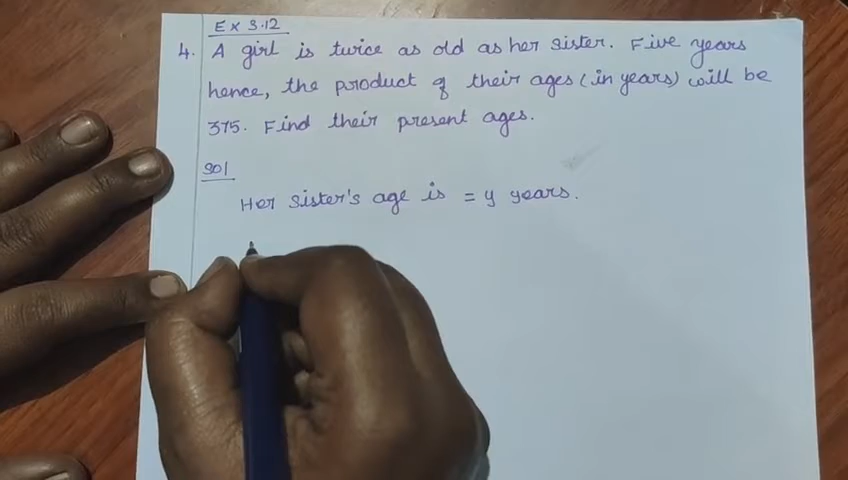 Ex 3.12
4. A girl is twice as old as her sister. Five years
hence, the product of their ages (in years) will be
375. Find their present ages.
Sol
Her sister's age is = y years.